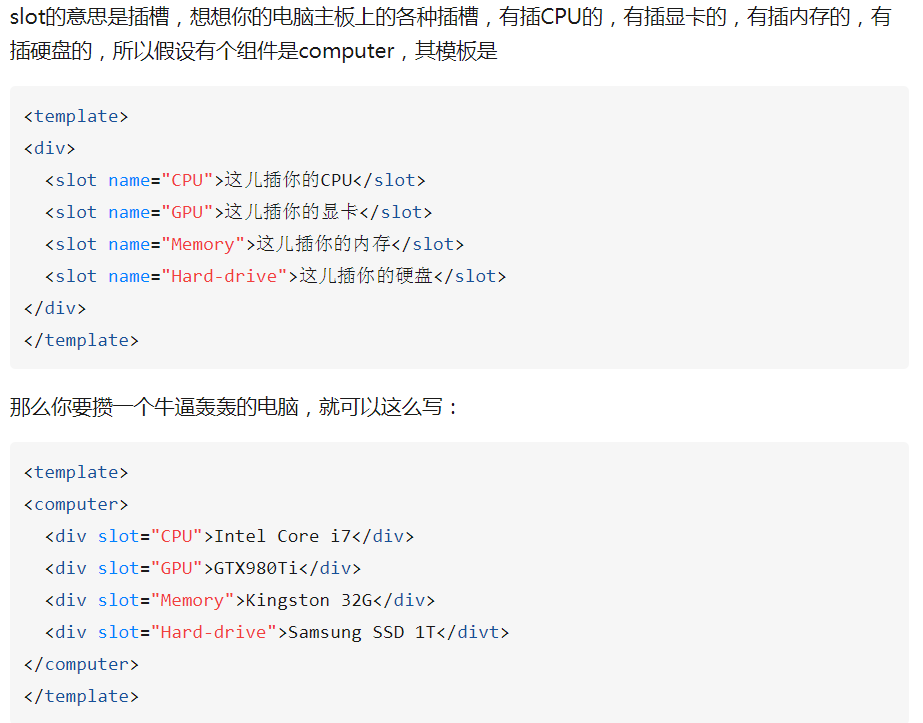 slot的意思是插槽，想想你的电脑主板上的各种插槽，有插CPU的，有插显卡的，有插内存的，有
插硬盘的，所以假设有个组件是computer，其模板是
<template>
<div>
  <slot name="CPU">这儿插你的CPU</slot>
  <slot name="GPU">这儿插你的显卡</slot>
  <slot name="Memory">这儿插你的内存</slot>
  <slot name="Hard-drive">这儿插你的硬盘</slot>
</div>
</template>
那么你要攒一个牛逼轰轰的电脑，就可以这么写：
<template>
<computer>
  <div slot="CPU">Intel Core i7</div>
  <div slot="GPU">GTX980Ti</div>
  <div slot="Memory">Kingston 32G</div>
  <div slot="Hard-drive">Samsung SSD 1T</divt>
</computer>
</template>